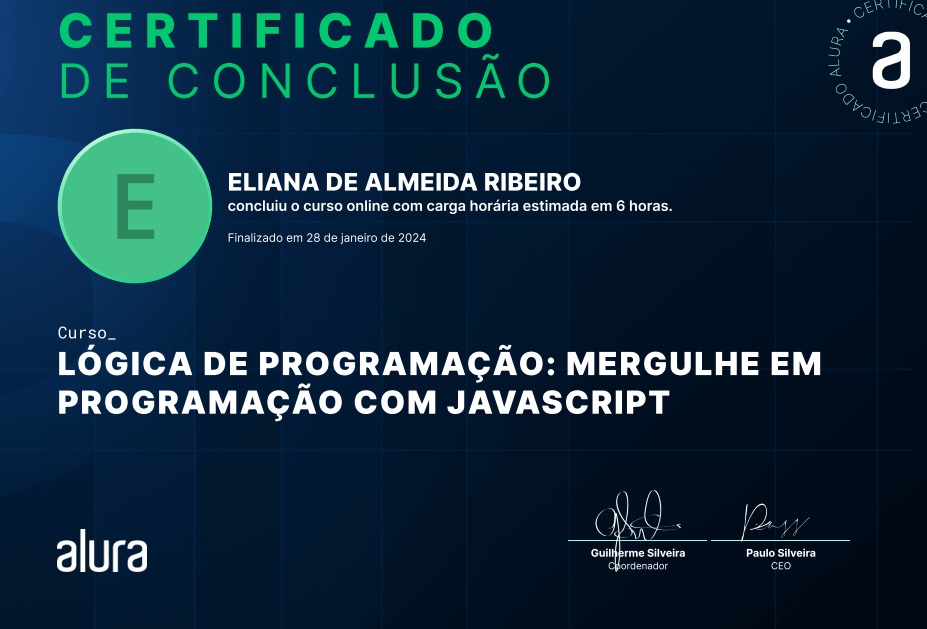 CERTIFICADO
DE CONCLUSÃO
CERTIFICADO ALURA • CERTIFICA
a
E
ELIANA DE ALMEIDA RIBEIRO
concluiu o curso online com carga horária estimada em 6 horas.
Finalizado em 28 de janeiro de 2024
Curso_
LÓGICA DE PROGRAMAÇÃO: MERGULHE EM
PROGRAMAÇÃO COM JAVASCRIPT
alura
Guilherme Silveira
Coordenador
Paulo Silveira
CEO